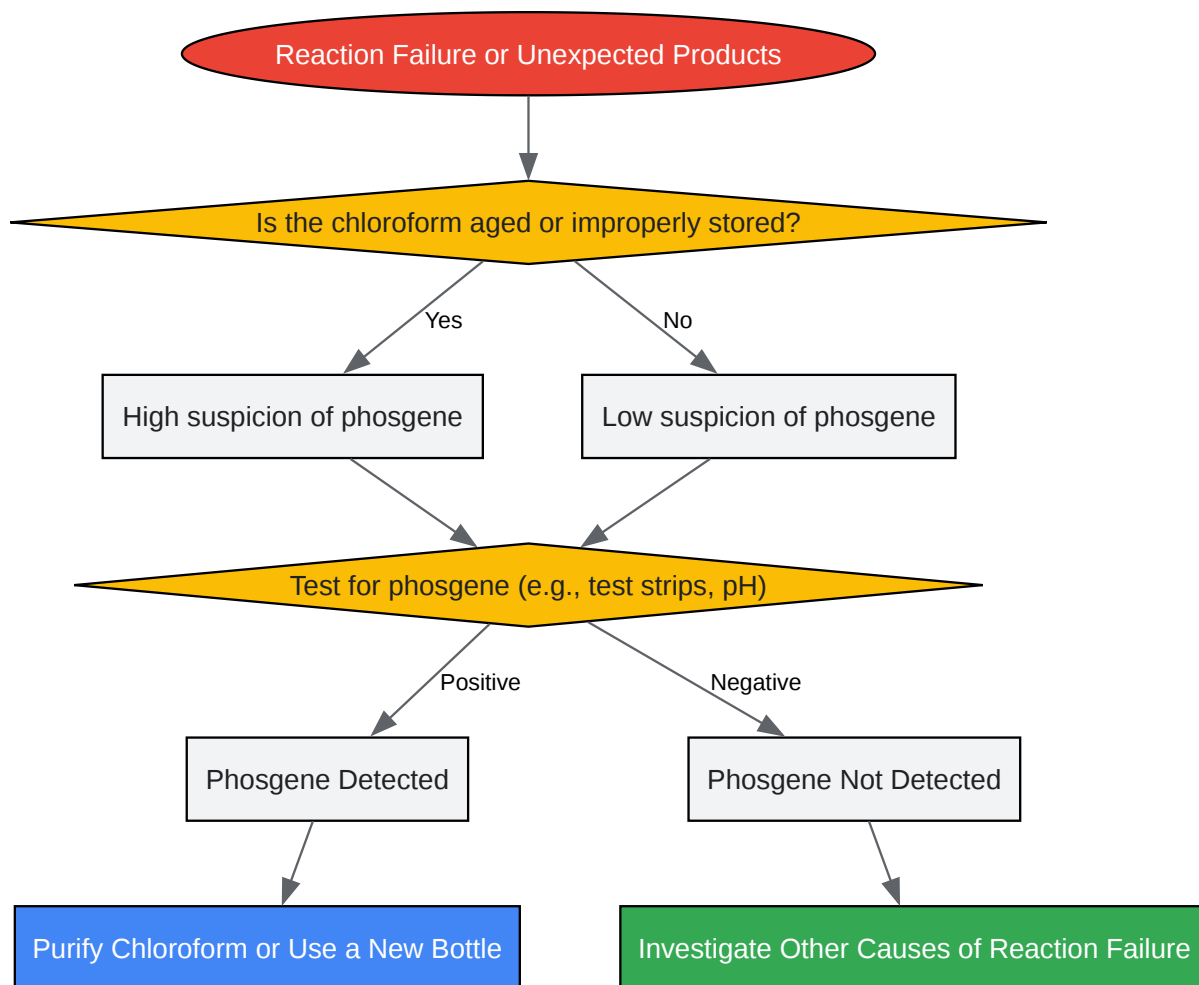 Reaction Failure or Unexpected Products
Is the chloroform aged or improperly stored?
Yes
No
High suspicion of phosgene
Low suspicion of phosgene
Test for phosgene (e.g., test strips, pH)
Positive
Negative
Phosgene Detected
Phosgene Not Detected
Purify Chloroform or Use a New Bottle
Investigate Other Causes of Reaction Failure